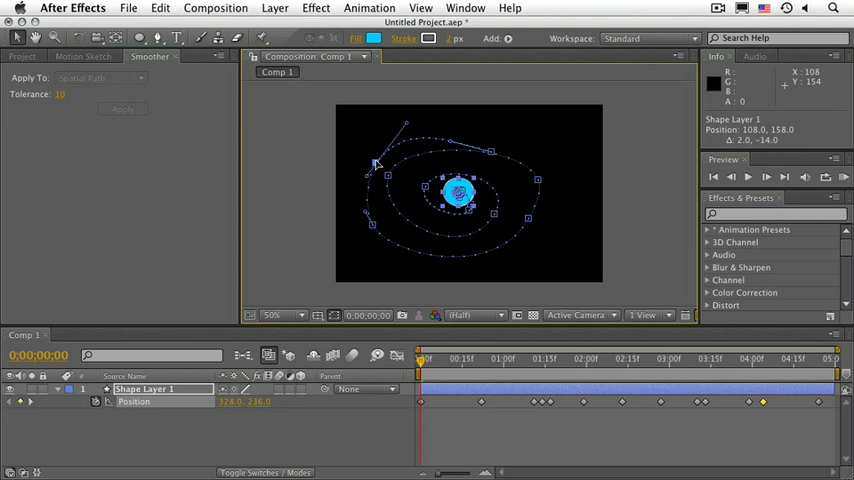 After Effects File Edit Composition Layer Effect Animation View Window Help
Untitled Project.aep *
Fill: Stroke: 2 px Add: Workspace: Standard Search Help
Project Motion Sketch Smoother Composition: Comp 1 Info Audio
Apply To: Spatial Path Comp 1
Tolerance: 10
Apply
R: X: 108
G: Y: 154
B:
A: 0
Shape Layer 1
Position: 108.0, 158.0
Δ: 2.0, -14.0
Preview
Effects & Presets
* Animation Presets
3D Channel
Audio
Blur & Sharpen
Channel
Color Correction
Distort
50% 0;00;00;00 (Half) Active Camera 1 View
Comp 1
0;00;00;00 00f 00:15f 01:00f 01:15f 02:00f 02:15f 03:00f 03:15f 04:00f 04:15f 05:0
# Source Name Parent
1 Shape Layer 1 None
Position 328.0, 236.0
Toggle Switches / Modes